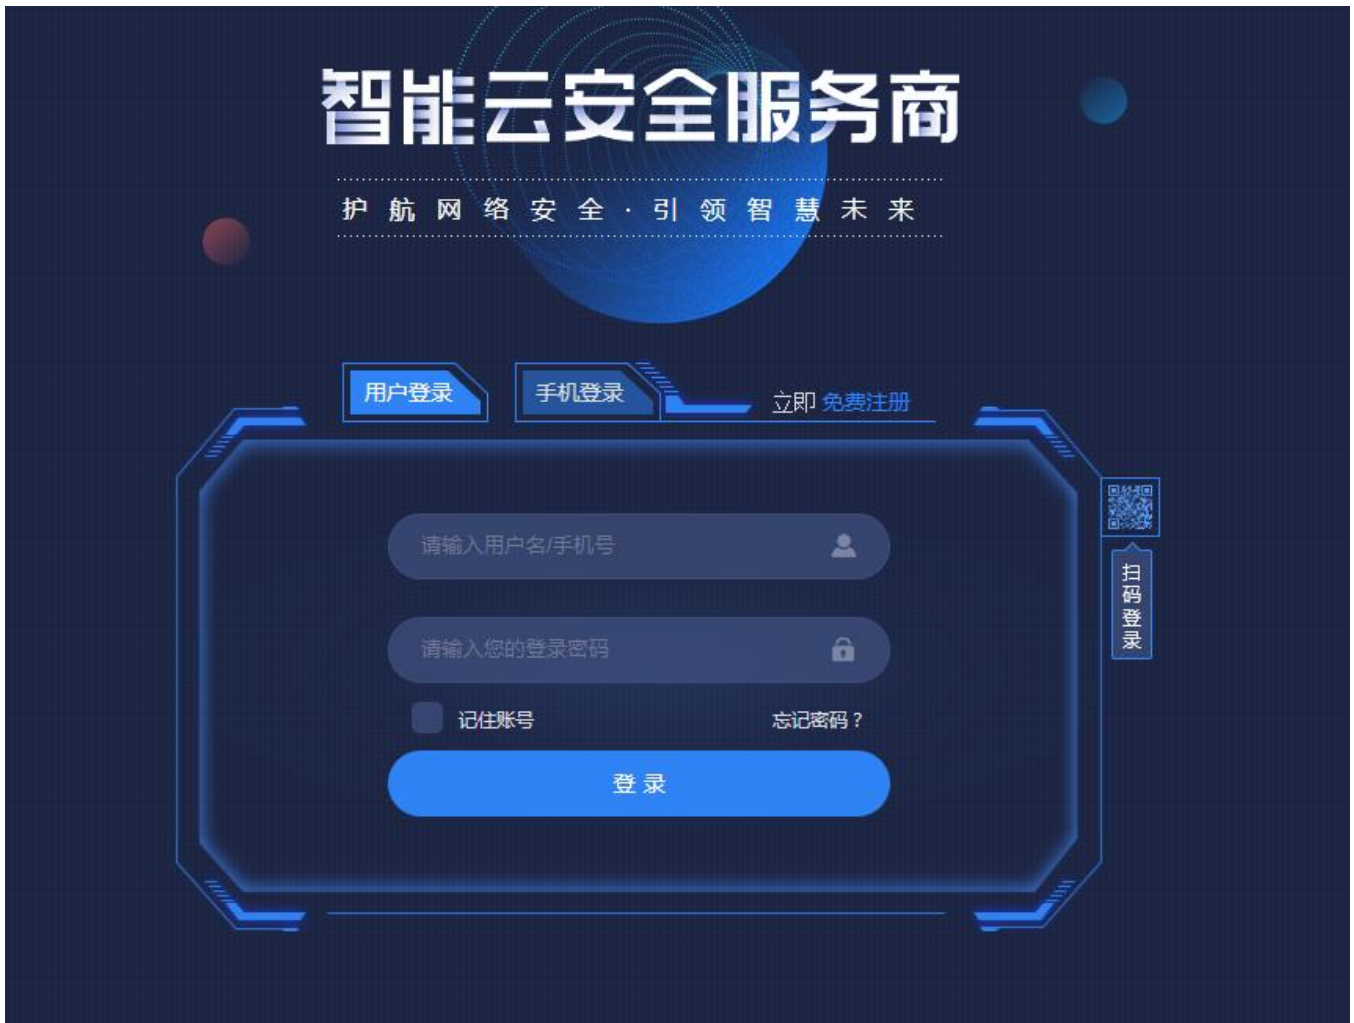 智能云安全服务商
护航网络安全·引领智慧未来
用户登录
手机登录
立即 免费注册
请输入用户名/手机号
扫码登录
请输入您的登录密码
记住账号
忘记密码？
登 录